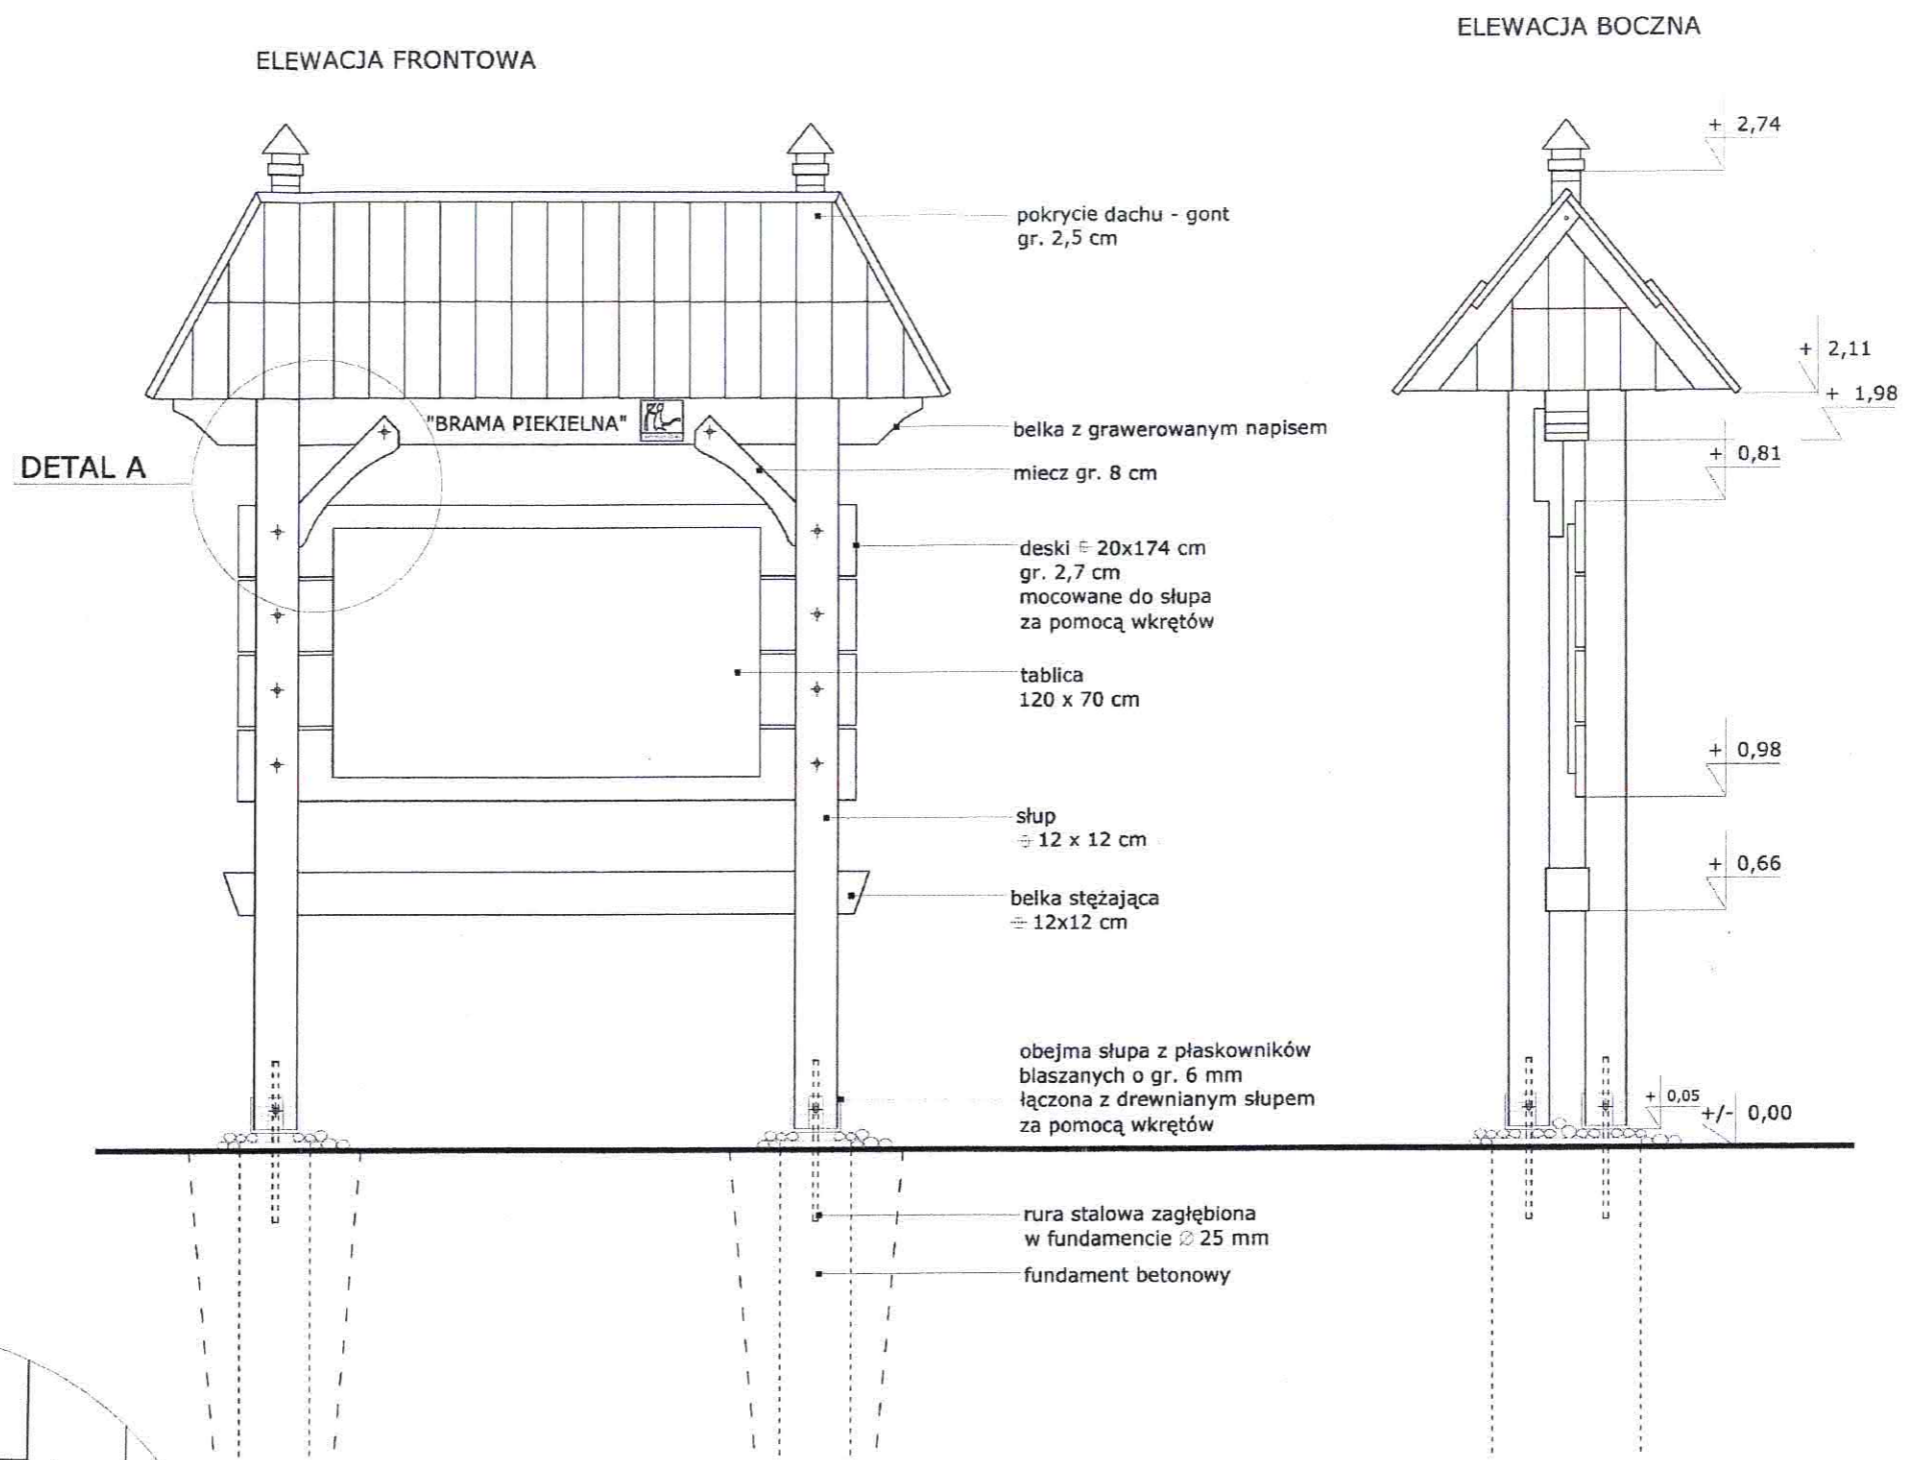 ELEWACJA FRONTOWA
ELEWACJA BOCZNA
+ 2,74
pokrycie dachu - gont
gr. 2,5 cm
+ 2,11
+ 1,98
"BRAMA PIEKIELNA"
belka z grawerowanym napisem
+ 0,81
DETAL A
miecz gr. 8 cm
deski 20x174 cm
gr. 2,7 cm
mocowane do słupa
za pomocą wkrętów
tablica
120 x 70 cm
+ 0,98
słup
12 x 12 cm
+ 0,66
belka stężająca
12x12 cm
obejma słupa z płaskowników
blaszanych o gr. 6 mm
łączona z drewnianym słupem
za pomocą wkrętów
+ 0,05
+/- 0,00
rura stalowa zagłębiona
w fundamencie ∅ 25 mm
fundament betonowy